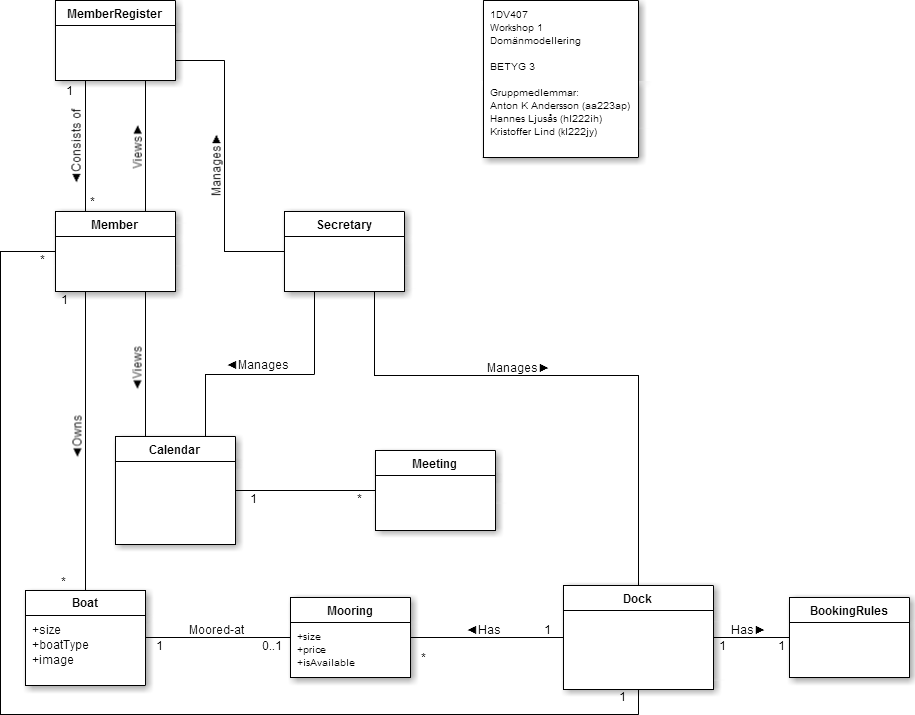 MemberRegister
1DV407
Workshop 1
Domänmodellering
BETYG 3
Gruppmedlemmar:
Anton K Andersson (aa223ap)
Hannes Ljusås (hl222ih)
Kristoffer Lind (kl222jy)
1
◀Consists of
Views▶
Manages▶
*
Member
Secretary
*
1
◀Views
◀Manages
Manages▶
◀Owns
Calendar
Meeting
1
*
*
Boat
+size
+boatType
+image
Moored-at
1
0..1
Mooring
+size
+price
+isAvailable
◀Has
1
*
Dock
Has▶
1
1
BookingRules
1